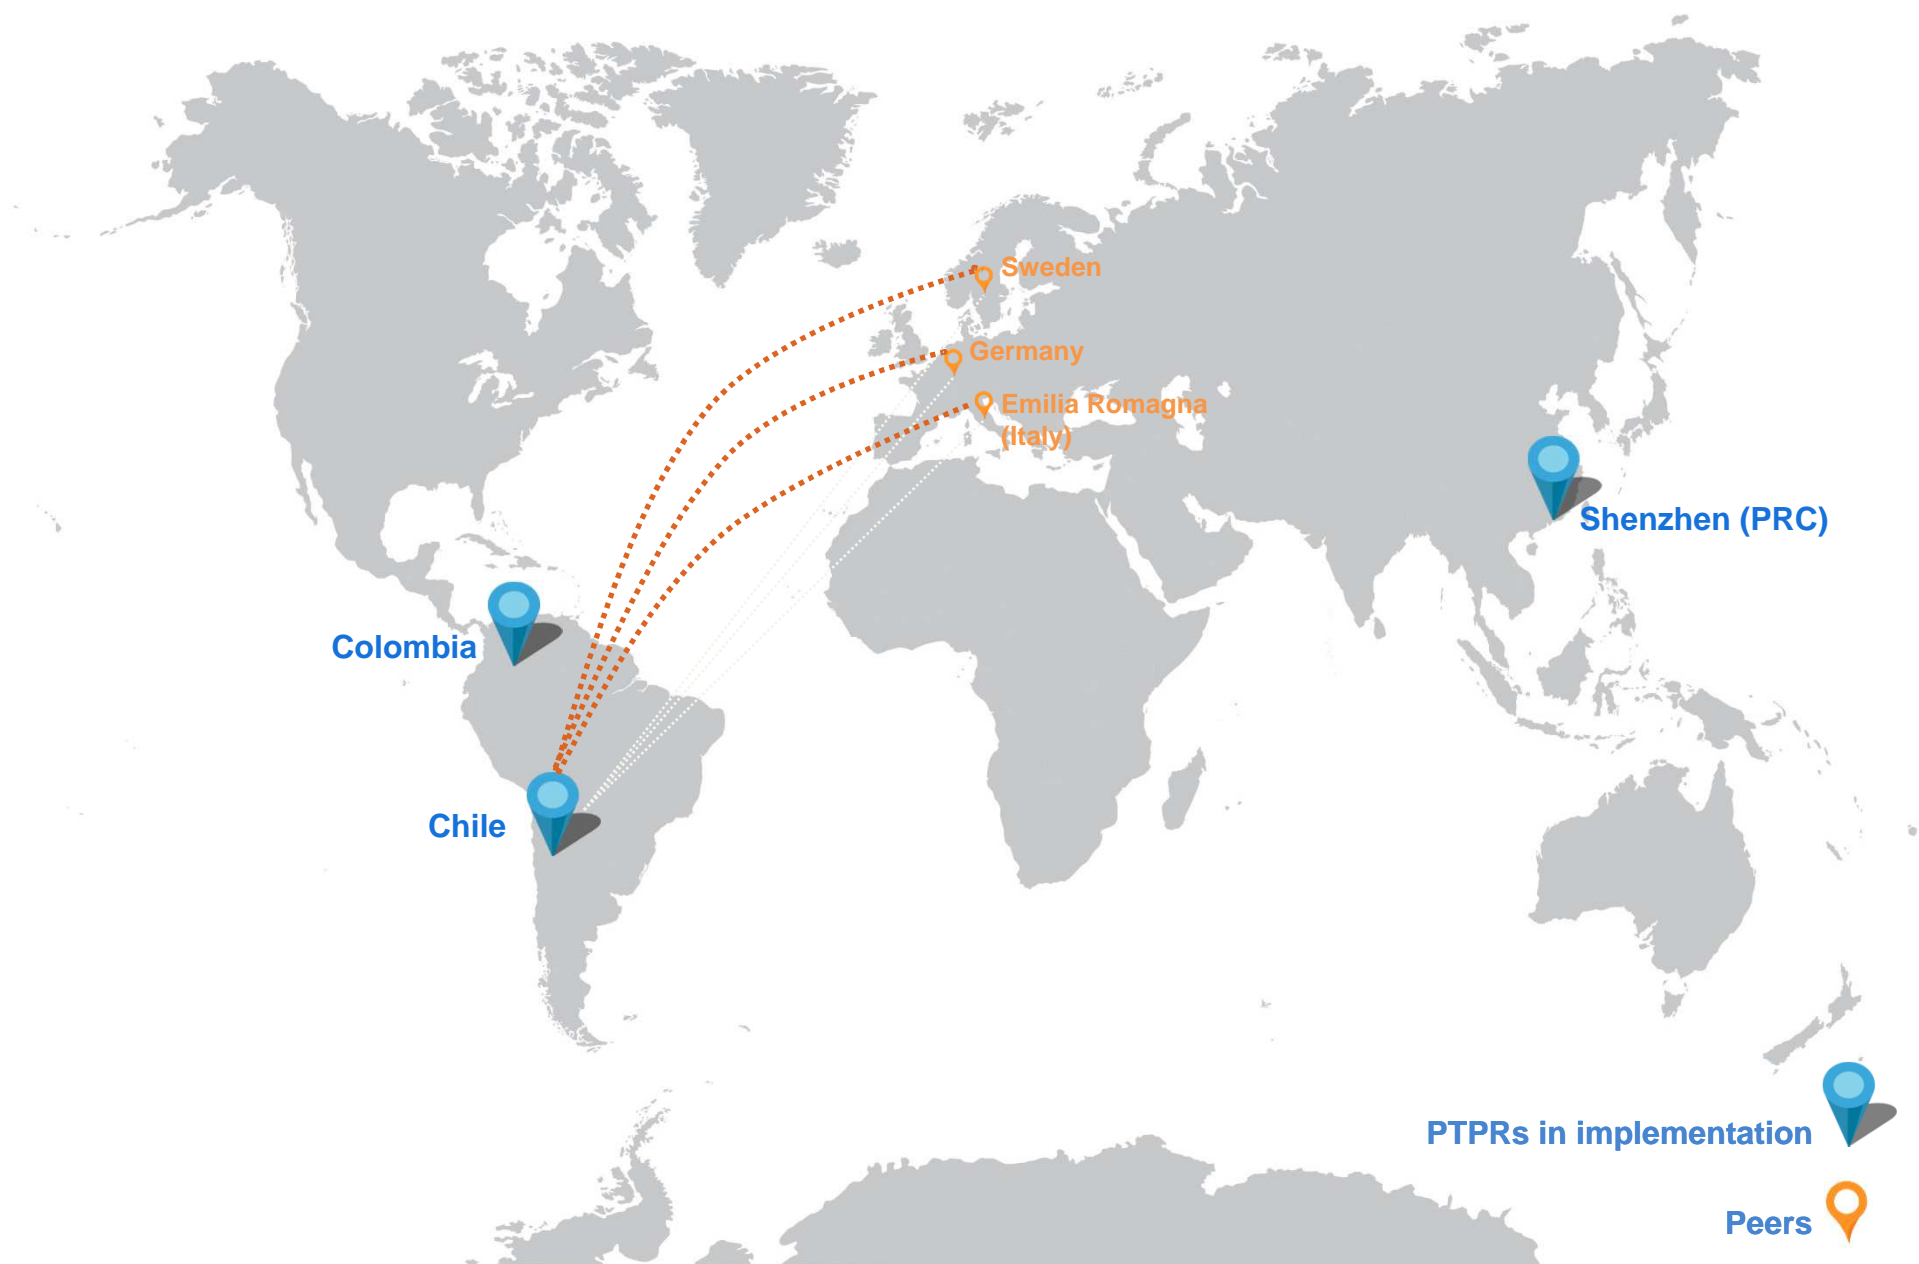 Sweden
Germany
Emilia Romagna
(Italy)
Shenzhen (PRC)
Colombia
Chile
PTPRs in implementation
Peers